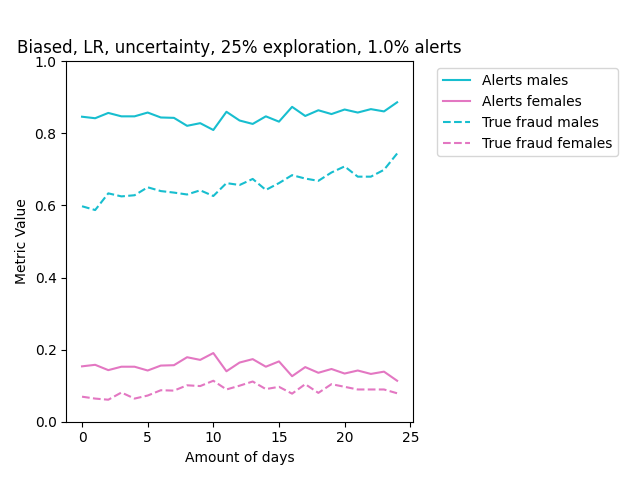 Biased, LR, uncertainty, 25% exploration, 1.0% alerts
Alerts males
Alerts females
True fraud males
True fraud females
Metric Value
1.0
0.8
0.6
0.4
0.2
0.0
0 5 10 15 20 25
Amount of days